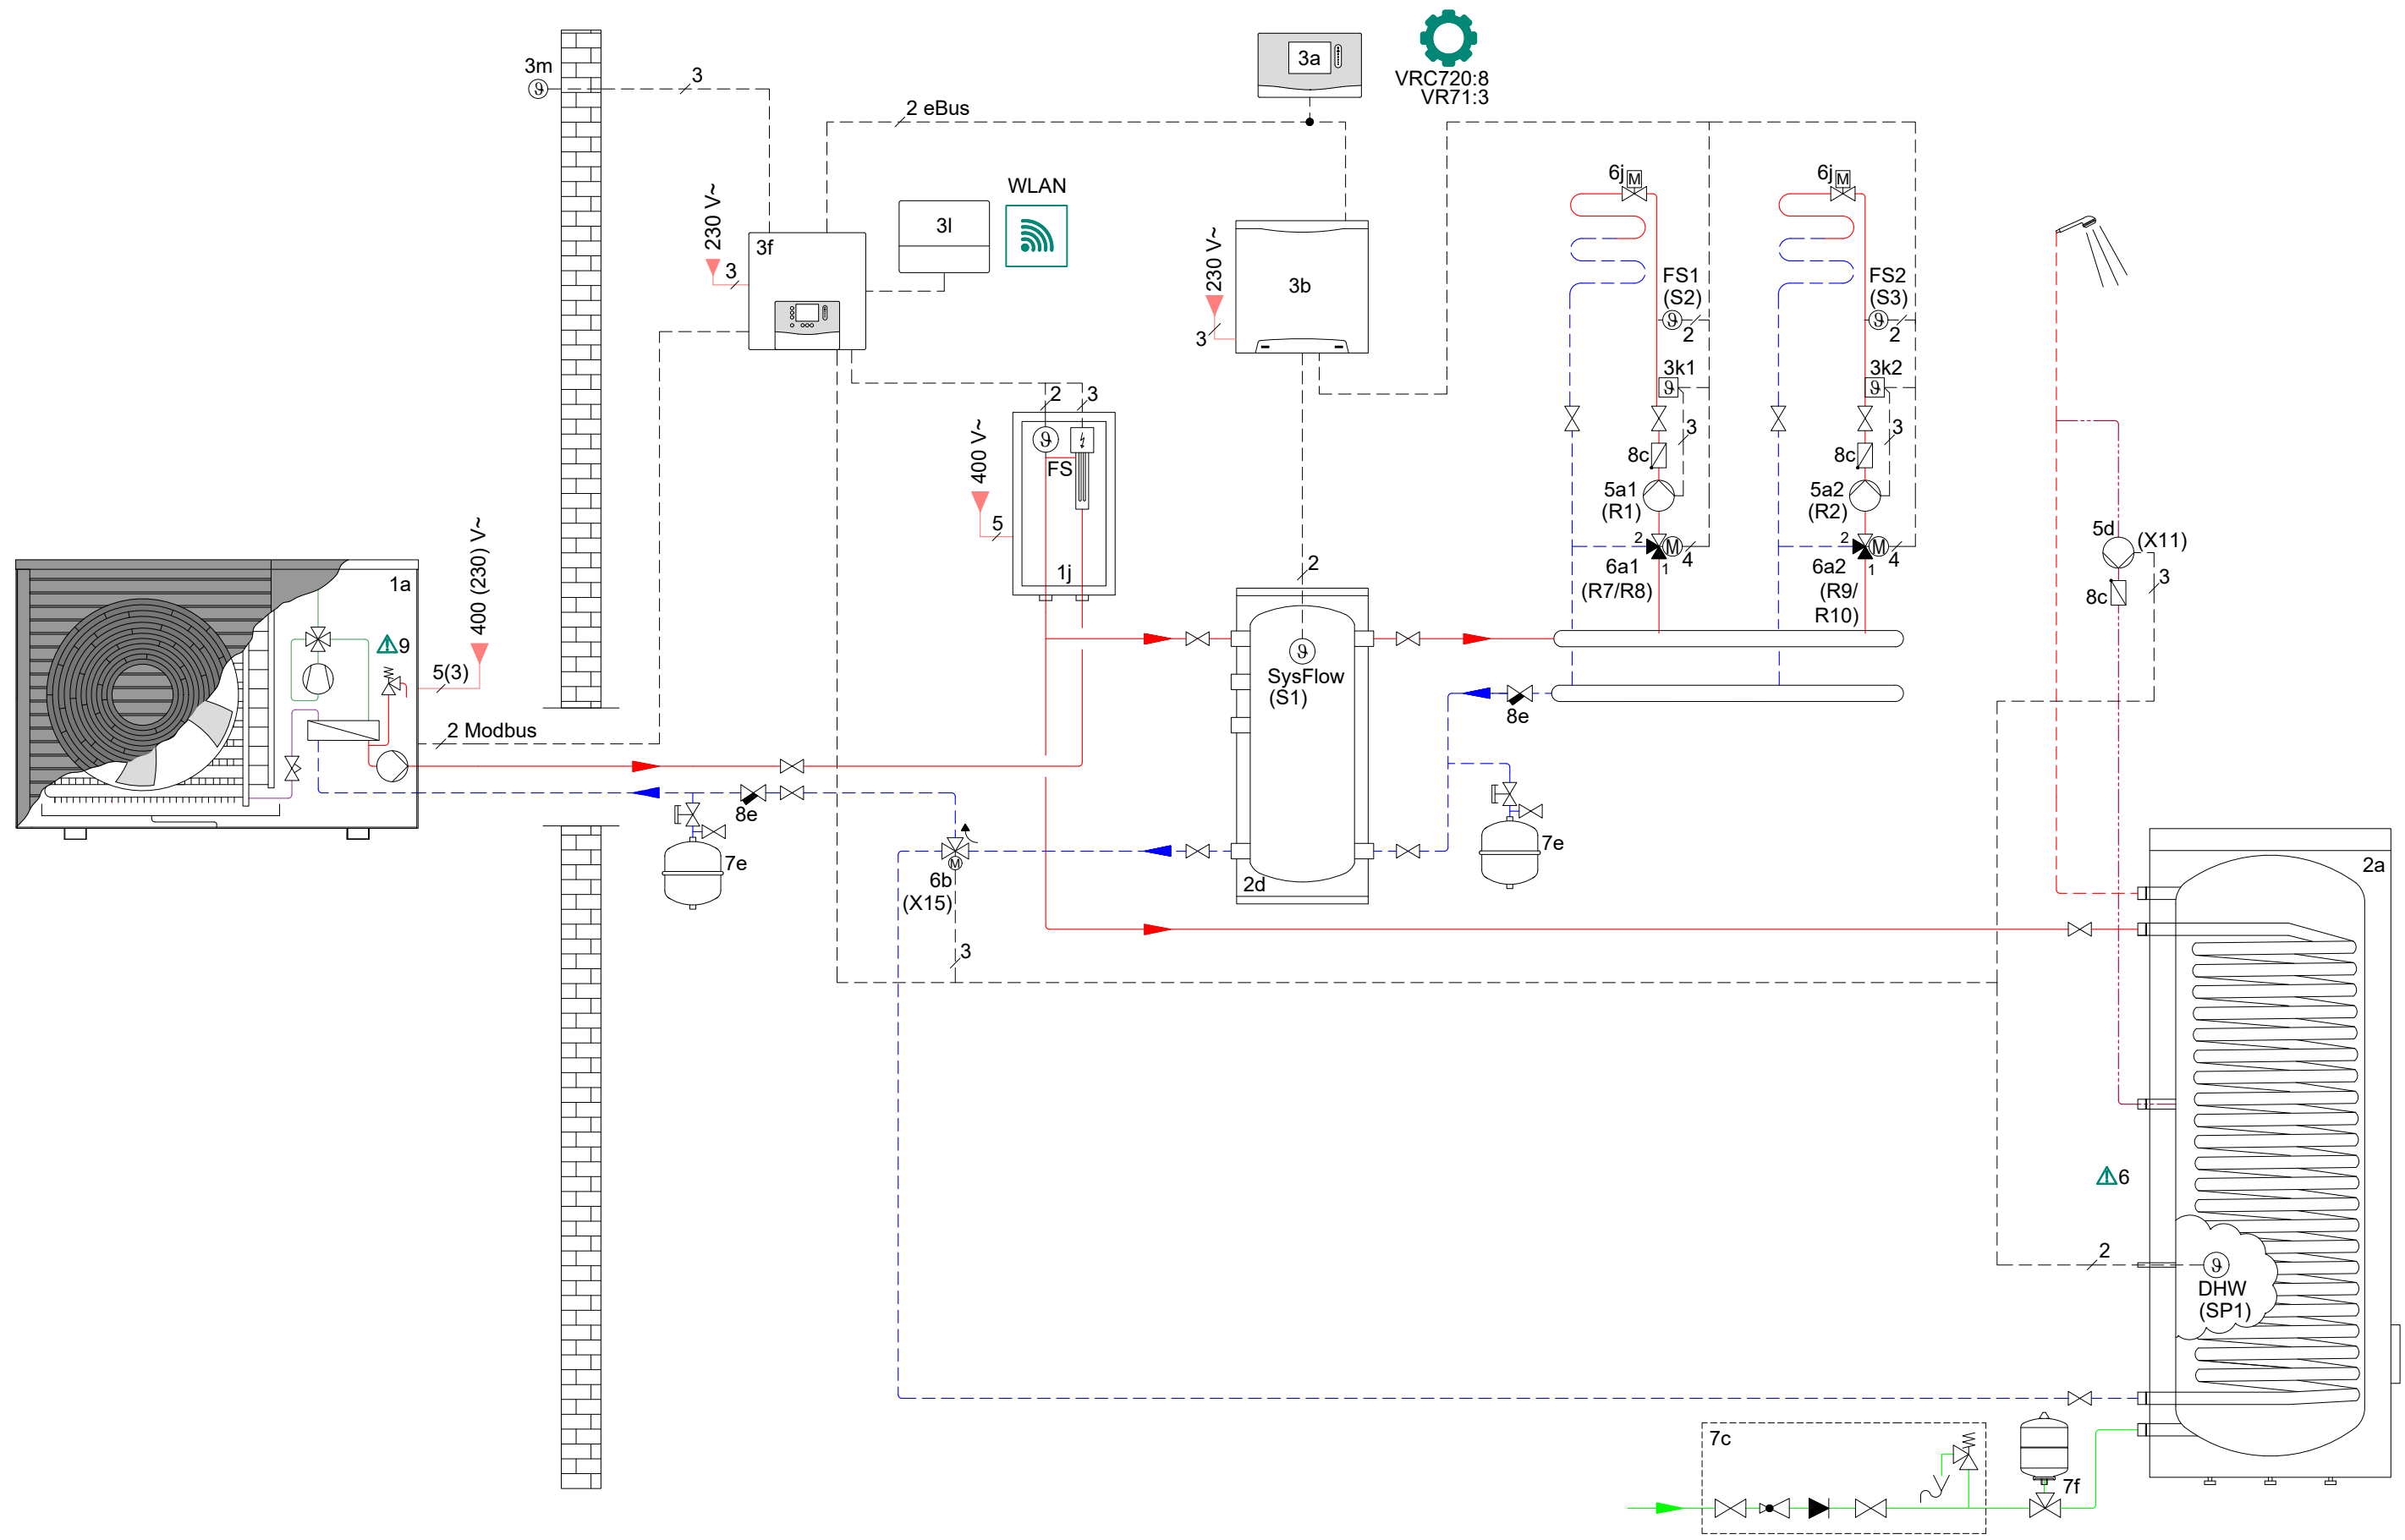 3a
VRC720:8
VR71:3
3m
3
2 eBus
6j
M
6j
M
WLAN
230 V~
3
3f
3l
230 V~
3
3b
FS1
(S2)
2
FS2
(S3)
2
3k1
3k2
2
3
400 V~
5
FS
1j
8c
3
8c
3
5a1
(R1)
5a2
(R2)
2
M
4
1
6a1
(R7/R8)
2
M
4
1
6a2
(R9/
R10)
5d
(X11)
3
8c
1a
9
400 (230) V~
5(3)
2 Modbus
2
SysFlow
(S1)
8e
8e
7e
M
6b
(X15)
3
2d
7e
2a
6
2
DHW
(SP1)
7c
7f